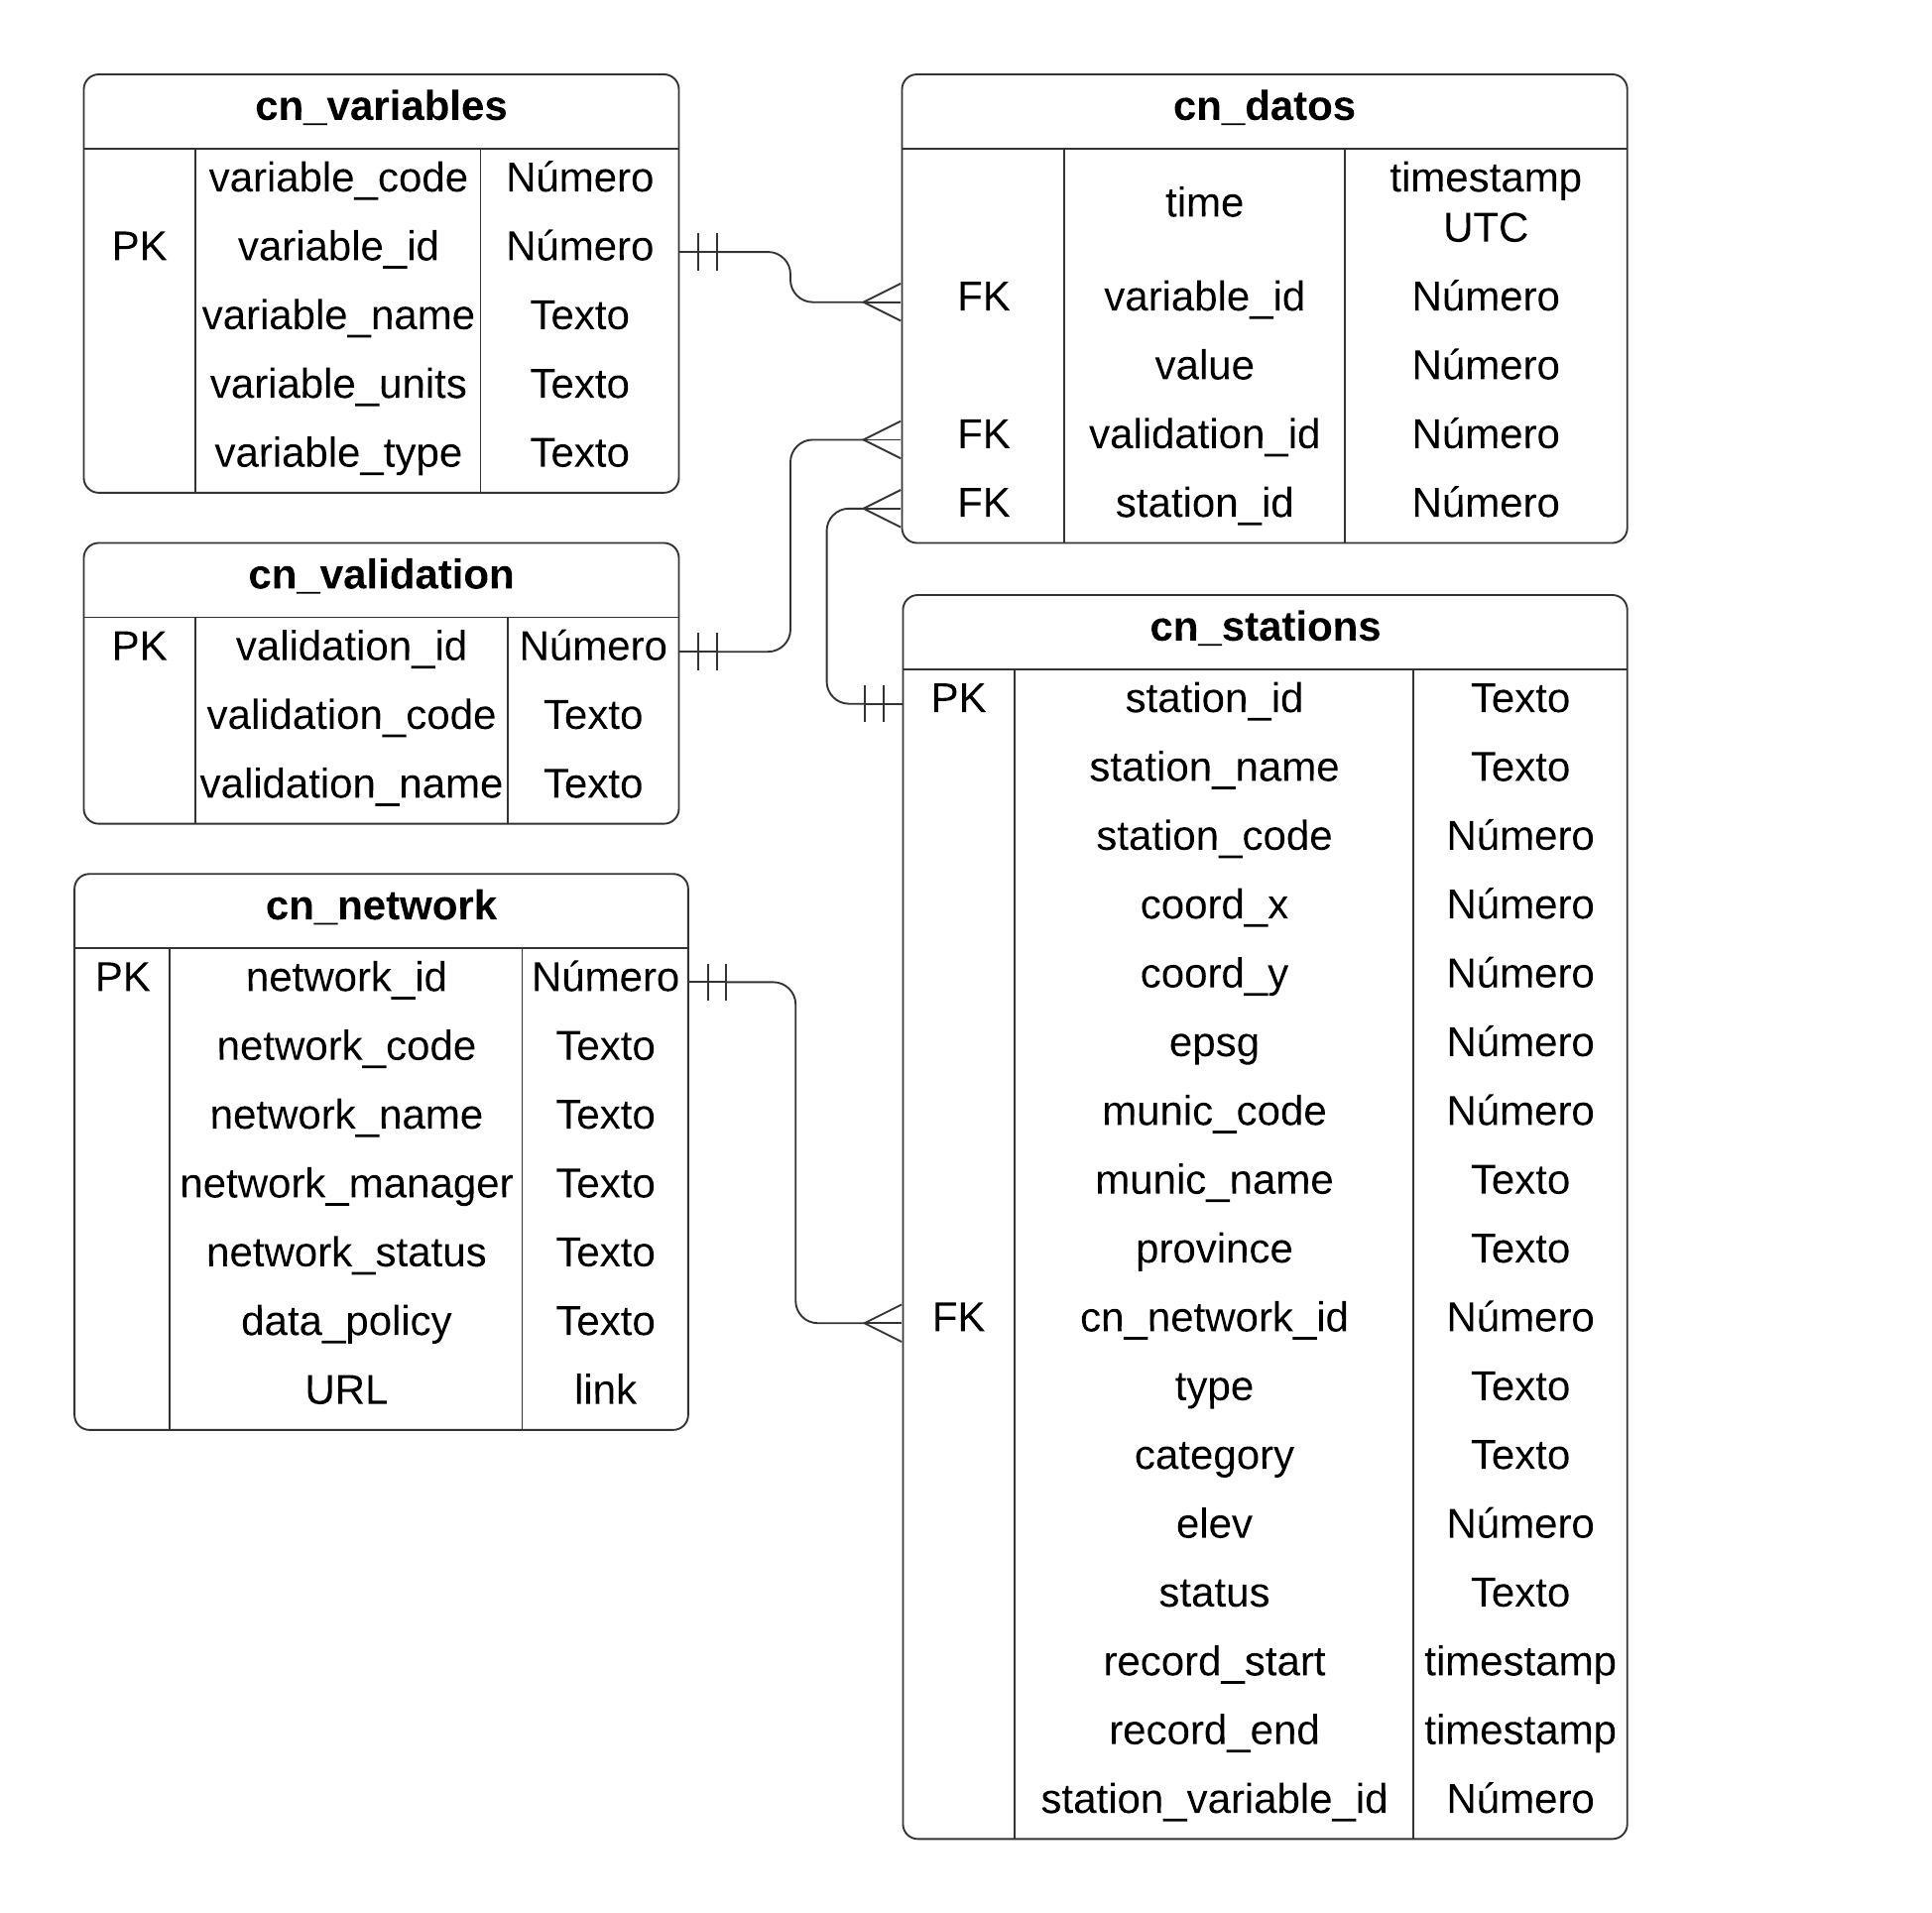 cn_variables
variable_code Número
PK variable_id Número
variable_name Texto
variable_units Texto
variable_type Texto
cn_validation
PK validation_id Número
validation_code Texto
validation_name Texto
cn_network
PK network_id Número
network_code Texto
network_name Texto
network_manager Texto
network_status Texto
data_policy Texto
URL link
cn_datos
time timestamp
UTC
FK variable_id Número
value Número
FK validation_id Número
FK station_id Número
cn_stations
PK station_id Texto
station_name Texto
station_code Número
coord_x Número
coord_y Número
epsg Número
munic_code Número
munic_name Texto
province Texto
FK cn_network_id Número
type Texto
category Texto
elev Número
status Texto
record_start timestamp
record_end timestamp
station_variable_id Número